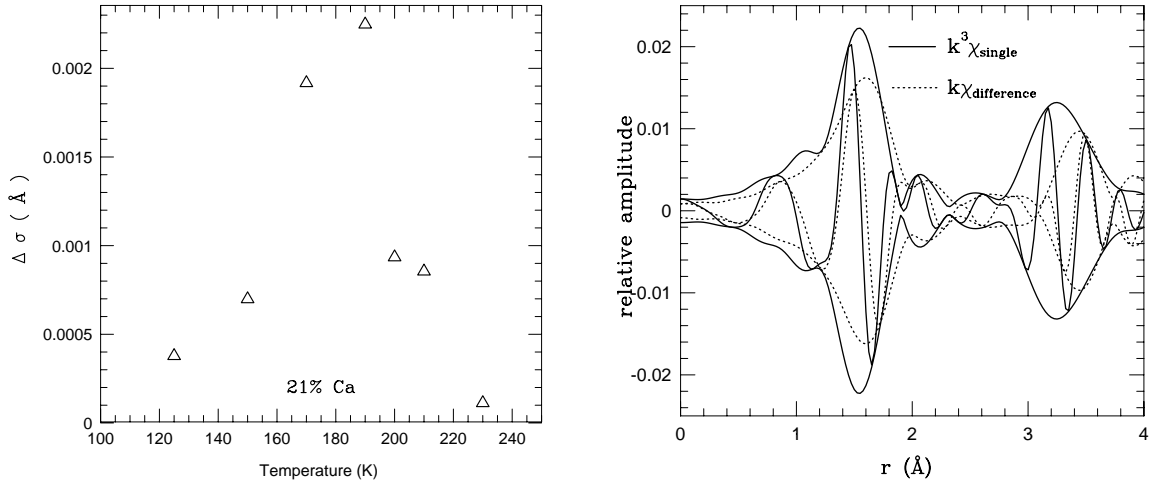 0.002
0.0015
0.001
0.0005
0
Δ σ ( Å )
21% Ca
100 120 140 160 180 200 220 240
Temperature (K)
0.02
0.01
0
-0.01
-0.02
relative amplitude
k³χsingle
kχdifference
0 1 2 3 4
r (Å)